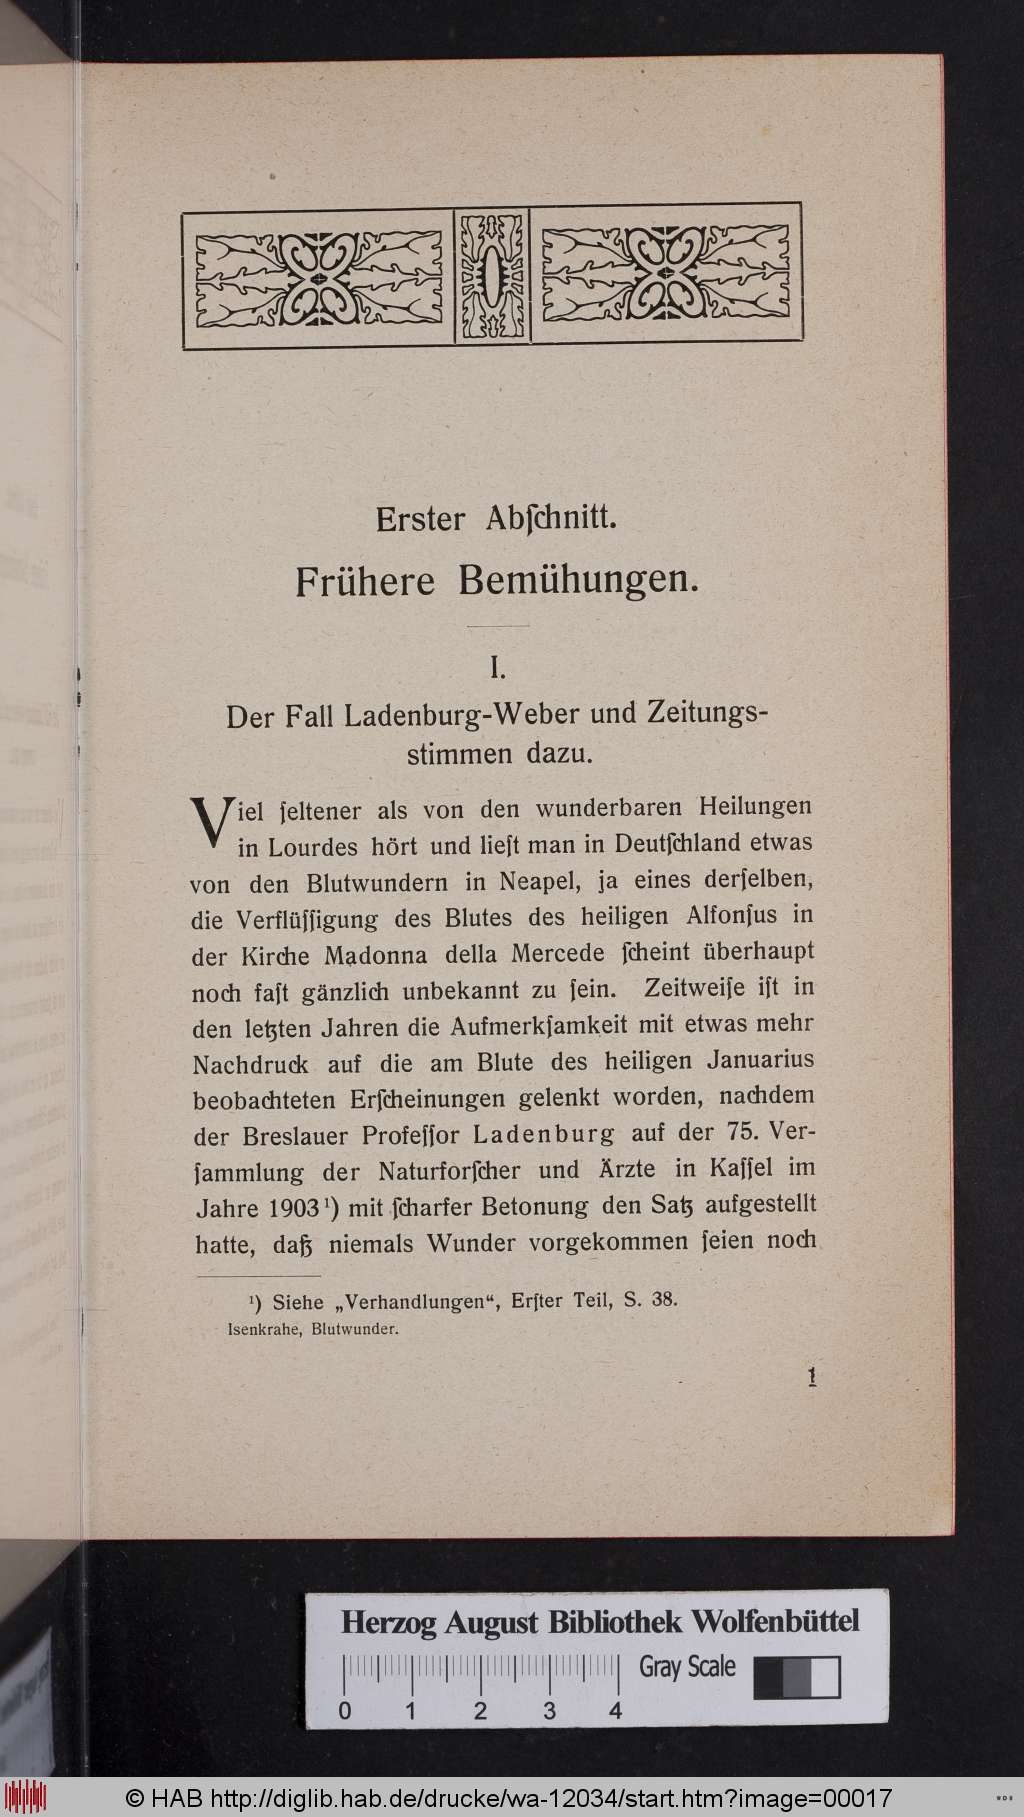 Erster Abſchnitt.
Frühere Bemühungen.
I.
Der Fall Ladenburg-Weber und Zeitungs-
stimmen dazu.
Viel ſeltener als von den wunderbaren Heilungen
in Lourdes hört und lieſt man in Deutſchland etwas
von den Blutwundern in Neapel, ja eines derſelben,
die Verflüſſigung des Blutes des heiligen Alfonſus in
der Kirche Madonna della Mercede ſcheint überhaupt
noch faſt gänzlich unbekannt zu ſein. Zeitweiſe iſt in
den letzten Jahren die Aufmerkſamkeit mit etwas mehr
Nachdruck auf die am Blute des heiligen Januarius
beobachteten Erſcheinungen gelenkt worden, nachdem
der Breslauer Profeſſor Ladenburg auf der 75. Ver-
ſammlung der Naturforſcher und Ärzte in Kaſſel im
Jahre 1903 ¹) mit ſcharfer Betonung den Satz aufgestellt
hatte, daß niemals Wunder vorgekommen ſeien noch
¹) Siehe „Verhandlungen“, Erſter Teil, S. 38.
Isenkrahe, Blutwunder.
1
Herzog August Bibliothek Wolfenbüttel
Gray Scale
0 1 2 3 4
© HAB http://diglib.hab.de/drucke/wa-12034/start.htm?image=00017